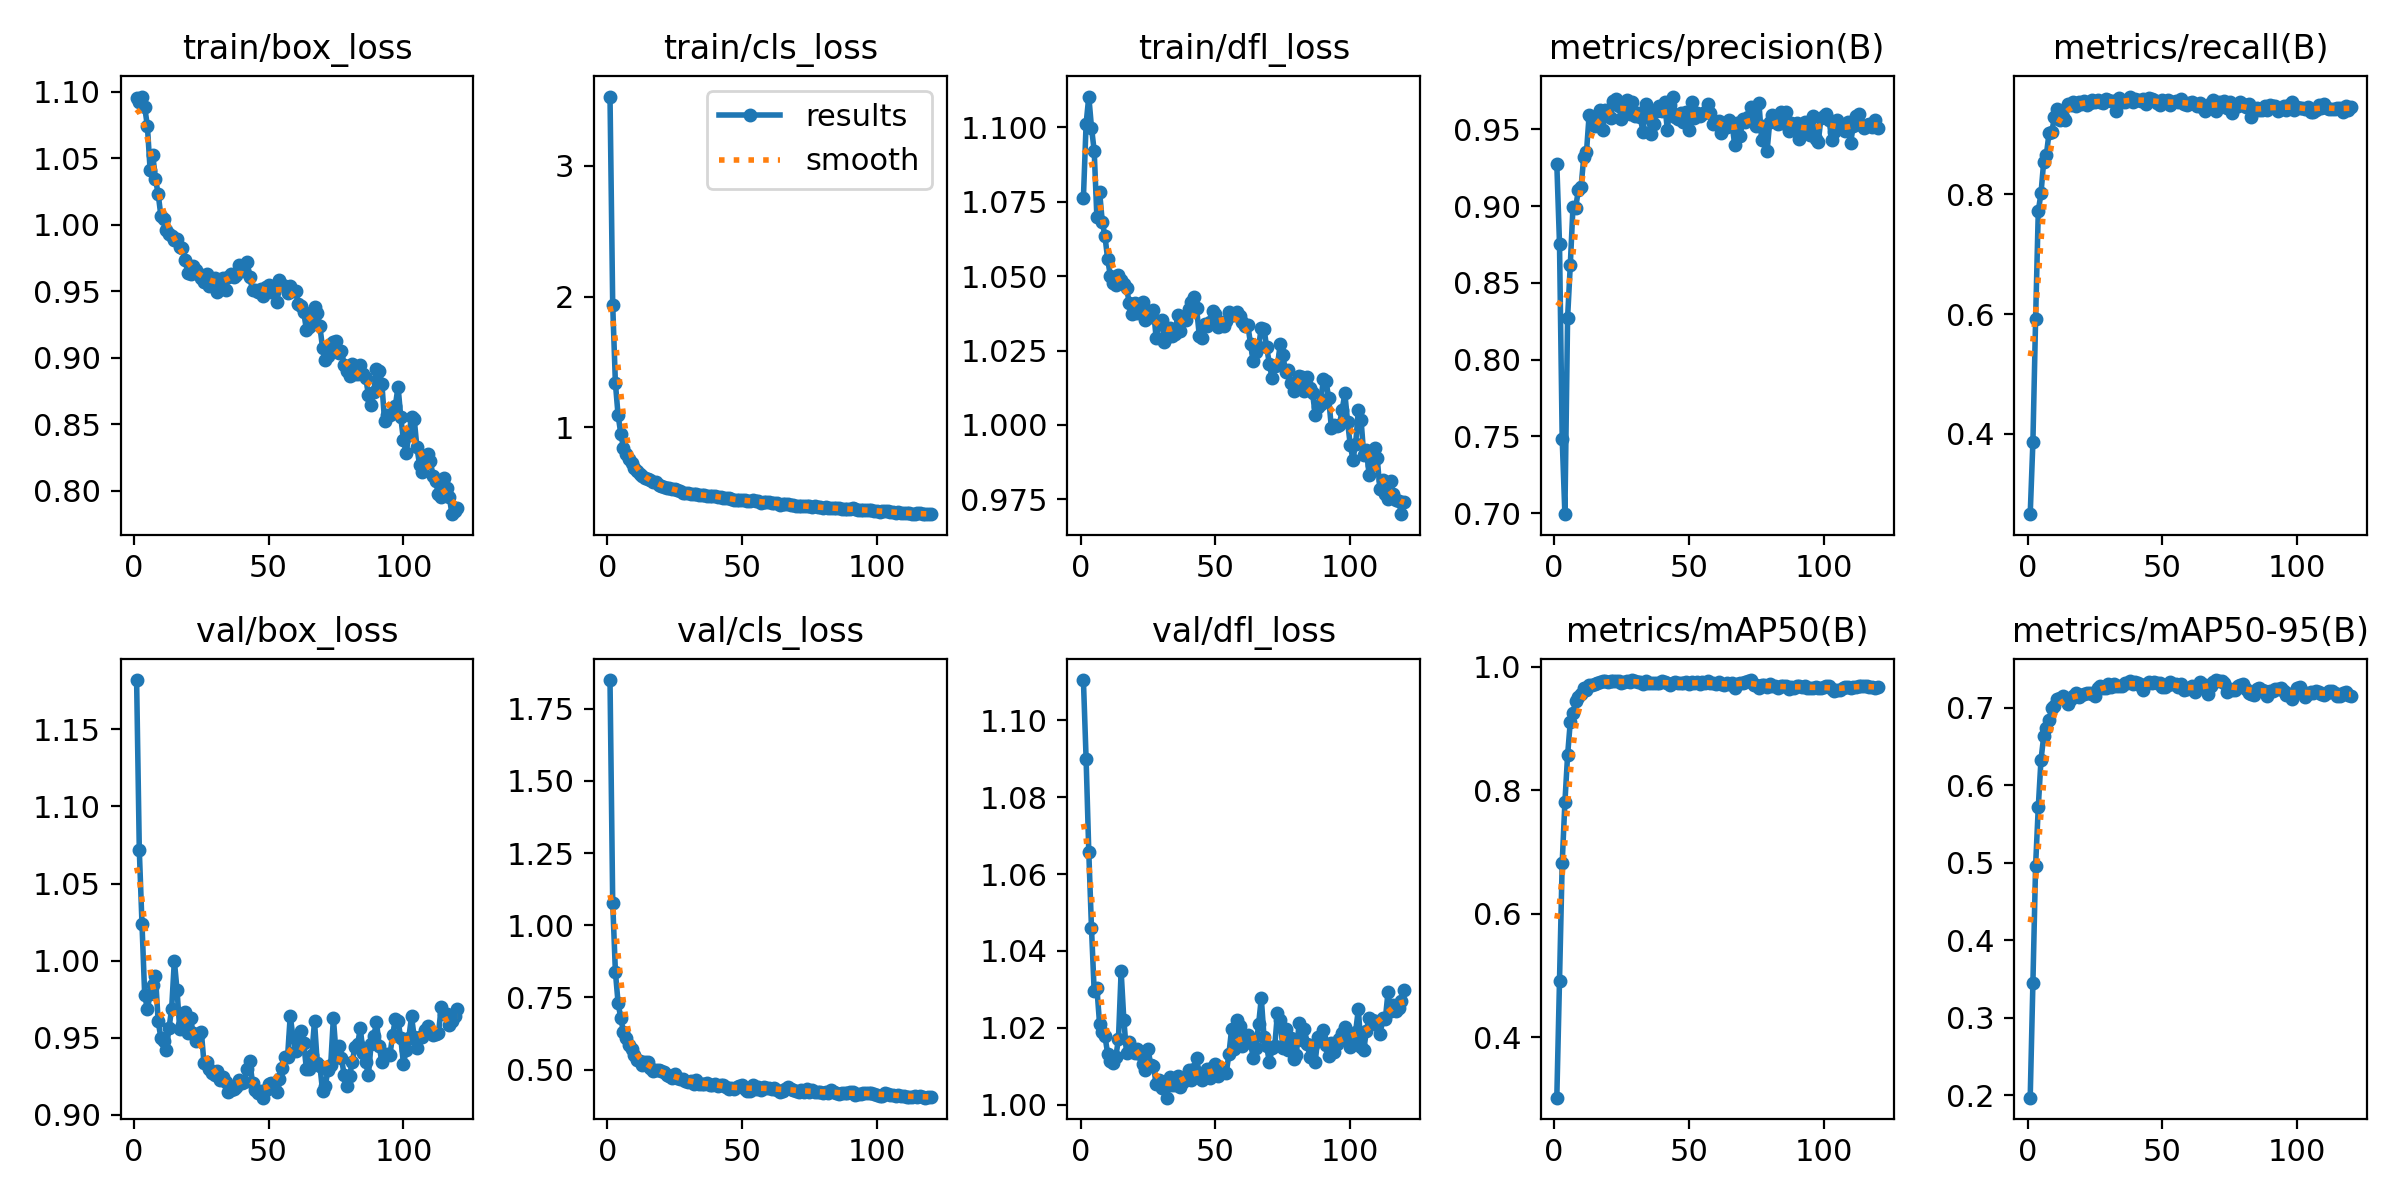 train/box_loss
1.10
1.05
1.00
0.95
0.90
0.85
0.80
0 50 100
train/cls_loss
results
smooth
3
2
1
0 50 100
train/dfl_loss
1.100
1.075
1.050
1.025
1.000
0.975
0 50 100
metrics/precision(B)
0.95
0.90
0.85
0.80
0.75
0.70
0 50 100
metrics/recall(B)
0.8
0.6
0.4
0 50 100
val/box_loss
1.15
1.10
1.05
1.00
0.95
0.90
0 50 100
val/cls_loss
1.75
1.50
1.25
1.00
0.75
0.50
0 50 100
val/dfl_loss
1.10
1.08
1.06
1.04
1.02
1.00
0 50 100
metrics/mAP50(B)
1.0
0.8
0.6
0.4
0 50 100
metrics/mAP50-95(B)
0.7
0.6
0.5
0.4
0.3
0.2
0 50 100